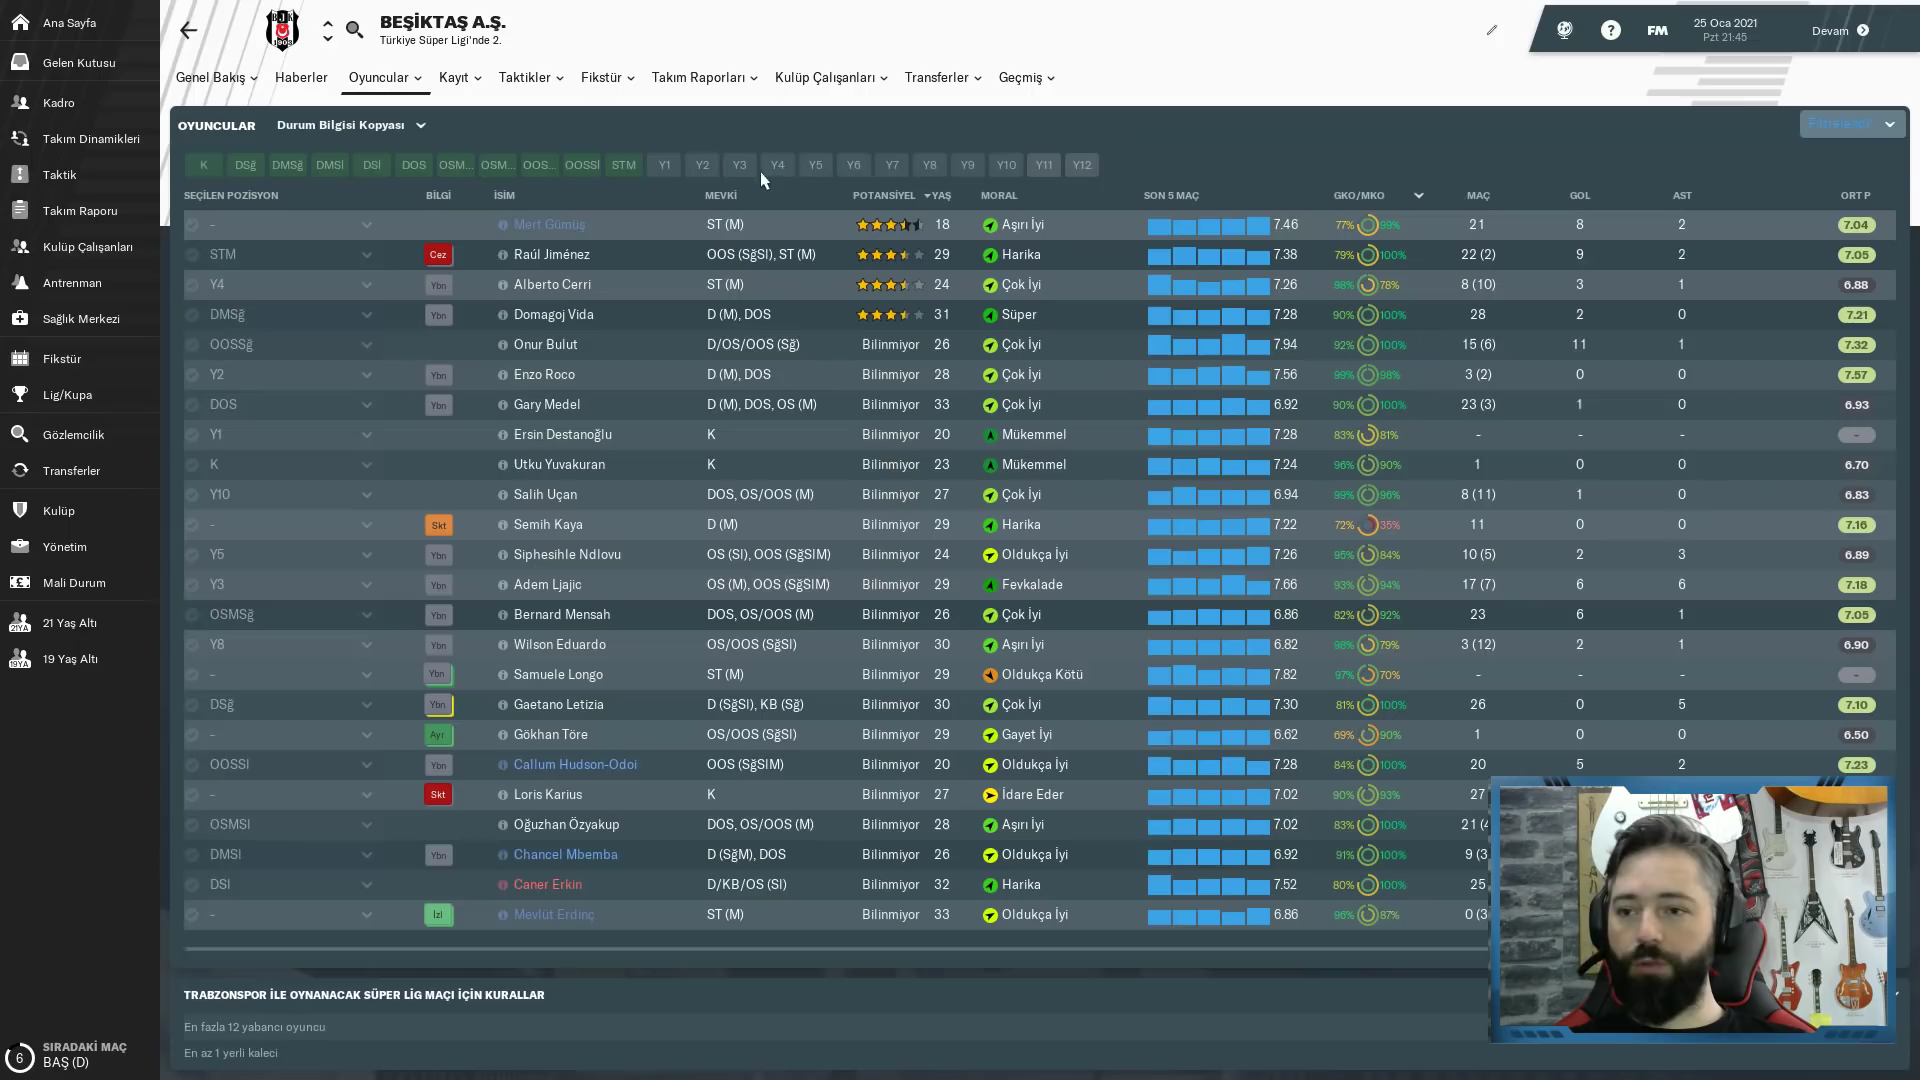 Ana Sayfa
Gelen Kutusu
Kadro
Takım Dinamikleri
Taktik
Takım Raporu
Kulüp Çalışanları
Antrenman
Sağlık Merkezi
Fikstür
Lig/Kupa
Gözlemcilik
Transferler
Kulüp
Yönetim
Mali Durum
21YA 21 Yaş Altı
19YA 19 Yaş Altı
6 SIRADAKİ MAÇ
BAŞ (D)
BEŞİKTAŞ A.Ş.
Türkiye Süper Ligi'nde 2.
? FM 25 Oca 2021
Pzt 21:45
Devam
Genel Bakış Haberler Oyuncular Kayıt Taktikler Fikstür Takım Raporları Kulüp Çalışanları Transferler Geçmiş
OYUNCULAR Durum Bilgisi Kopyası
K DSğ DMSğ DMSl DSl DOS OSM... OSM... OOS... OOSSl STM Y1 Y2 Y3 Y4 Y5 Y6 Y7 Y8 Y9 Y10 Y11 Y12
SEÇİLEN POZİSYON BİLGİ İSİM MEVKİ POTANSİYEL YAŞ MORAL SON 5 MAÇ GKO/MKO MAÇ GOL AST ORT P
- Mert Gümüş ST (M) 18 Aşırı İyi 7.46 77% 99% 21 8 2 7.04
STM Cez Raúl Jiménez OOS (SğSl), ST (M) 29 Harika 7.38 79% 100% 22 (2) 9 2 7.05
Y4 Ybn Alberto Cerri ST (M) 24 Çok İyi 7.26 98% 78% 8 (10) 3 1 6.88
DMSğ Ybn Domagoj Vida D (M), DOS 31 Süper 7.28 90% 100% 28 2 0 7.21
OOSSğ Onur Bulut D/OS/OOS (Sğ) Bilinmiyor 26 Çok İyi 7.94 92% 100% 15 (6) 11 1 7.32
Y2 Ybn Enzo Roco D (M), DOS Bilinmiyor 28 Çok İyi 7.56 99% 98% 3 (2) 0 0 7.57
DOS Ybn Gary Medel D (M), DOS, OS (M) Bilinmiyor 33 Çok İyi 6.92 90% 100% 23 (3) 1 0 6.93
Y1 Ersin Destanoğlu K Bilinmiyor 20 Mükemmel 7.28 83% 81% - - - -
K Utku Yuvakuran K Bilinmiyor 23 Mükemmel 7.24 96% 90% 1 0 0 6.70
Y10 Salih Uçan DOS, OS/OOS (M) Bilinmiyor 27 Çok İyi 6.94 99% 96% 8 (11) 1 0 6.83
- Skt Semih Kaya D (M) Bilinmiyor 29 Harika 7.22 72% 35% 11 0 0 7.16
Y5 Ybn Siphesihle Ndlovu OS (Sl), OOS (SğSlM) Bilinmiyor 24 Oldukça İyi 7.26 95% 84% 10 (5) 2 3 6.89
Y3 Ybn Adem Ljajic OS (M), OOS (SğSlM) Bilinmiyor 29 Fevkalade 7.66 93% 94% 17 (7) 6 6 7.18
OSMSğ Ybn Bernard Mensah DOS, OS/OOS (M) Bilinmiyor 26 Çok İyi 6.86 82% 92% 23 6 1 7.05
Y8 Ybn Wilson Eduardo OS/OOS (SğSl) Bilinmiyor 30 Aşırı İyi 6.82 98% 79% 3 (12) 2 1 6.90
- Ybn Samuele Longo ST (M) Bilinmiyor 29 Oldukça Kötü 7.82 97% 70% - - - -
DSğ Ybn Gaetano Letizia D (SğSl), KB (Sğ) Bilinmiyor 30 Çok İyi 7.30 81% 100% 26 0 5 7.10
- Ayr Gökhan Töre OS/OOS (SğSl) Bilinmiyor 29 Gayet İyi 6.62 69% 90% 1 0 0 6.50
OOSSl Ybn Callum Hudson-Odoi OOS (SğSlM) Bilinmiyor 20 Oldukça İyi 7.28 84% 100% 20 5 2 7.23
- Skt Loris Karius K Bilinmiyor 27 İdare Eder 7.02 90% 93% 27
OSMSl Oğuzhan Özyakup DOS, OS/OOS (M) Bilinmiyor 28 Aşırı İyi 7.02 83% 100% 21 (4
DMSl Ybn Chancel Mbemba D (SğM), DOS Bilinmiyor 26 Oldukça İyi 6.92 91% 100% 9 (3
DSl Caner Erkin D/KB/OS (Sl) Bilinmiyor 32 Harika 7.52 80% 100% 25
- İzl Mevlüt Erdinç ST (M) Bilinmiyor 33 Oldukça İyi 6.86 96% 87% 0 (3
TRABZONSPOR İLE OYNANACAK SÜPER LİG MAÇI İÇİN KURALLAR
En fazla 12 yabancı oyuncu
En az 1 yerli kaleci